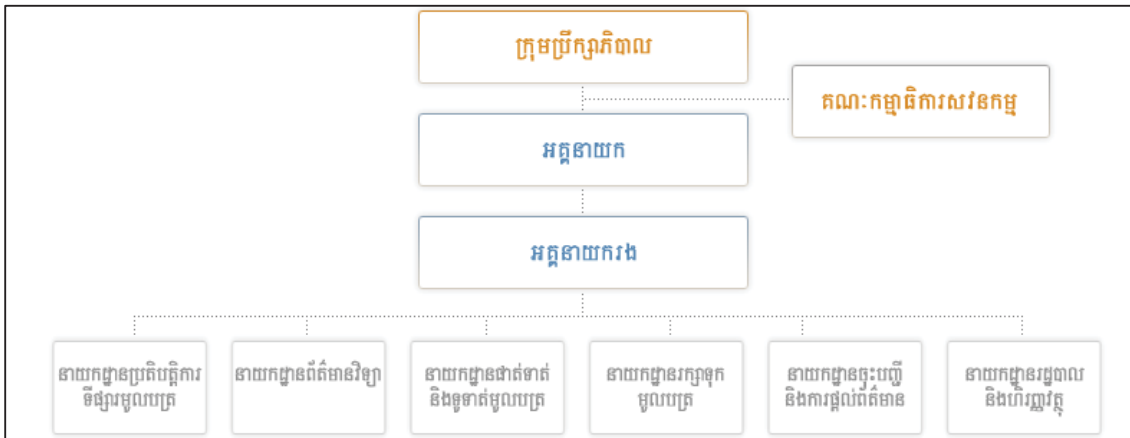 ក្រុមប្រឹក្សាភិបាល
គណៈកម្មាធិការសវនកម្ម
អគ្គនាយក
អគ្គនាយករង
នាយកដ្ឋានប្រតិបត្តិការ
ទីផ្សារមូលបត្រ
នាយកដ្ឋានព័ត៌មានវិទ្យា
នាយកដ្ឋានផាត់ទាត់
និងទូទាត់មូលបត្រ
នាយកដ្ឋានរក្សាទុក
មូលបត្រ
នាយកដ្ឋានចុះបញ្ជី
និងការផ្តល់ព័ត៌មាន
នាយកដ្ឋានរដ្ឋបាល
និងហិរញ្ញវត្ថុ